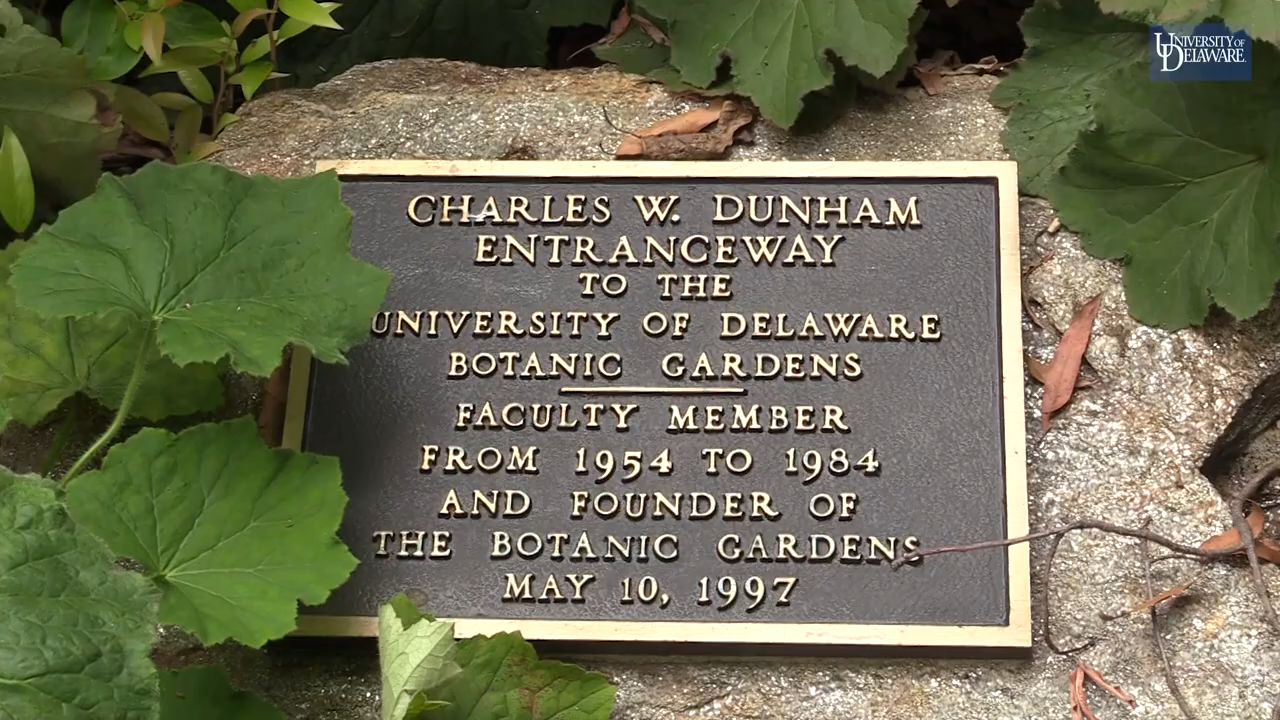 UNIVERSITY OF
DELAWARE
CHARLES W. DUNHAM
ENTRANCEWAY
TO THE
UNIVERSITY OF DELAWARE
BOTANIC GARDENS
FACULTY MEMBER
FROM 1954 TO 1984
AND FOUNDER OF
THE BOTANIC GARDENS
MAY 10, 1997